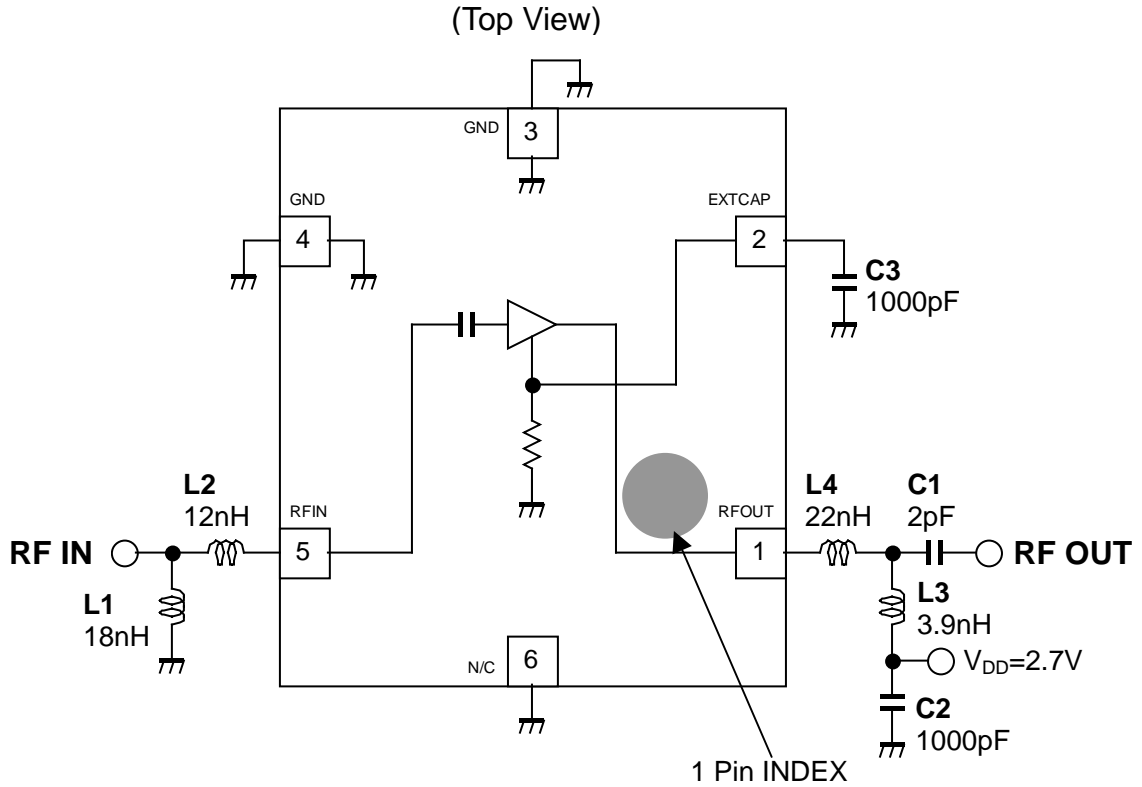 (Top View)
GND
3
GND
4
EXTCAP
2
C3
1000pF
L2
12nH
RFIN
5
RF IN
L1
18nH
RFOUT
1
L4
22nH
C1
2pF
RF OUT
L3
3.9nH
N/C
6
VDD=2.7V
C2
1000pF
1 Pin INDEX